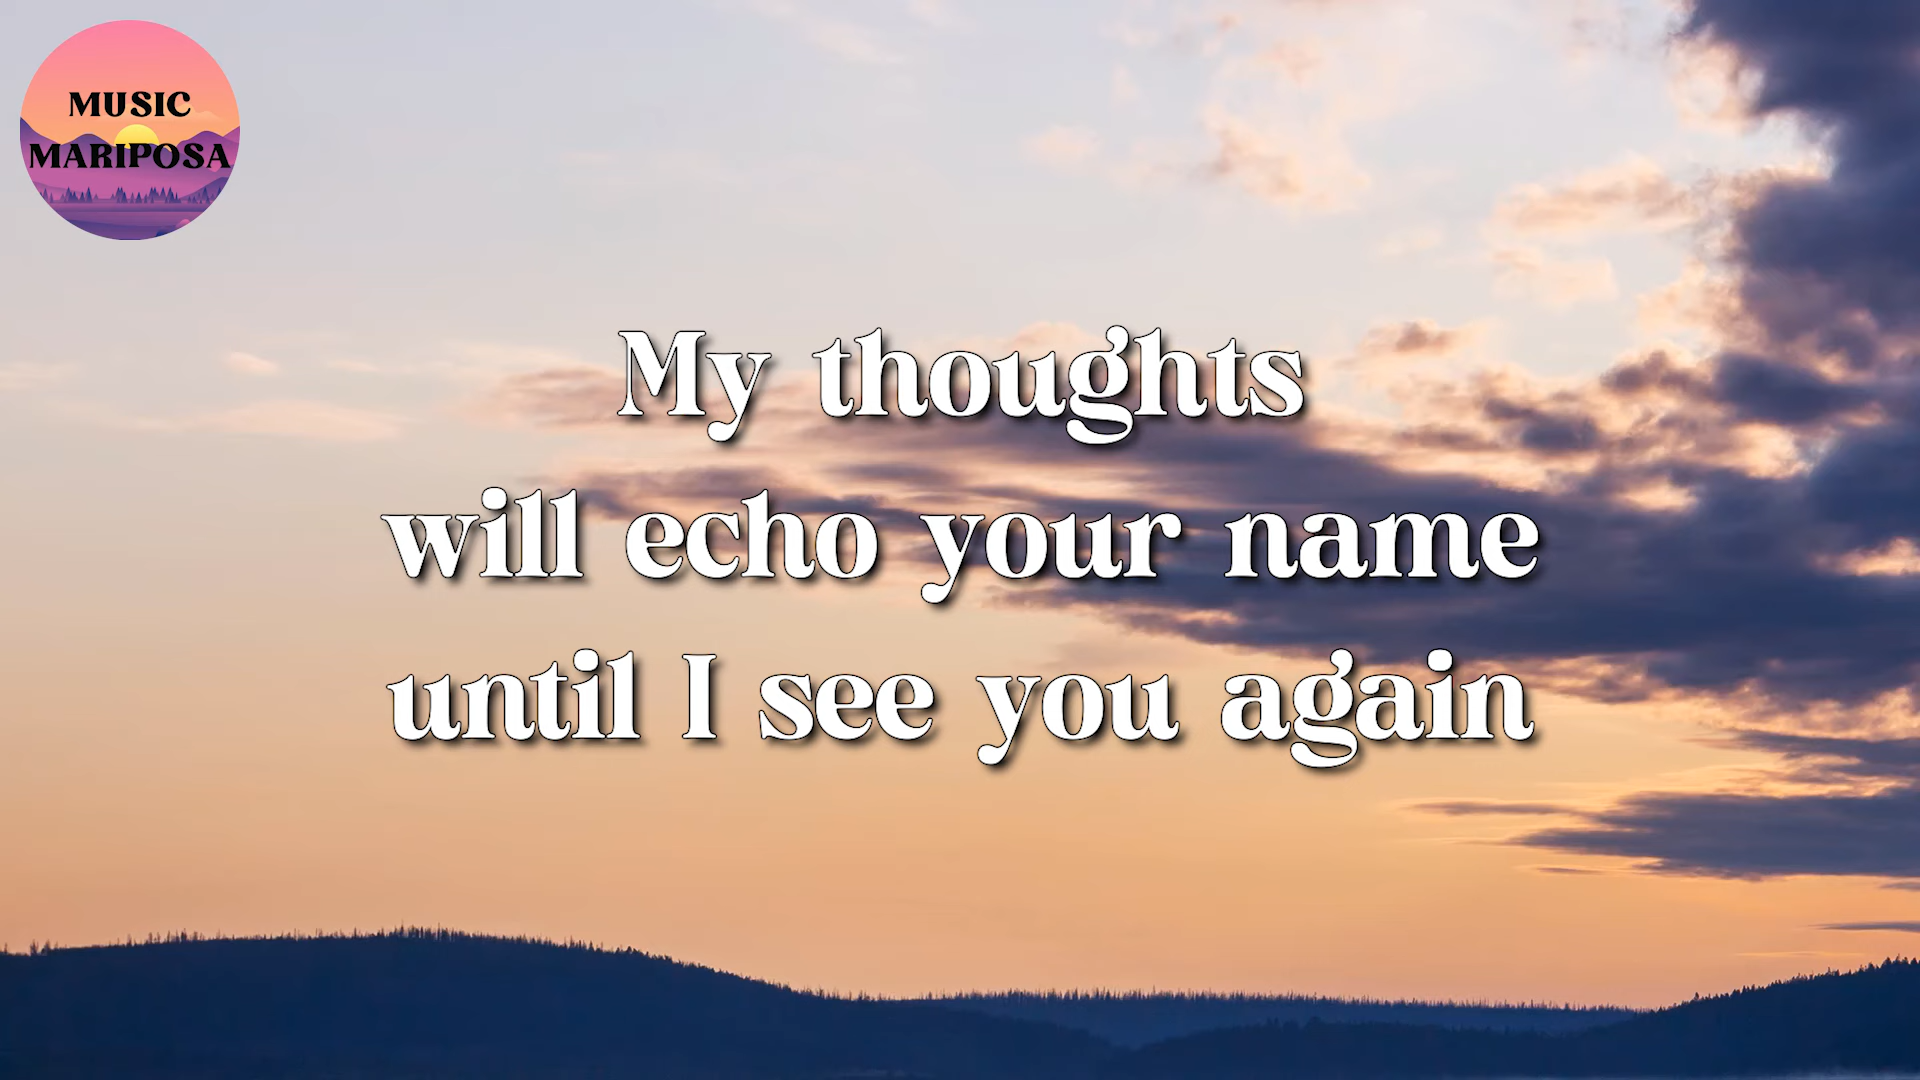 MUSIC
MARIPOSA
My thoughts
will echo your name
until I see you again